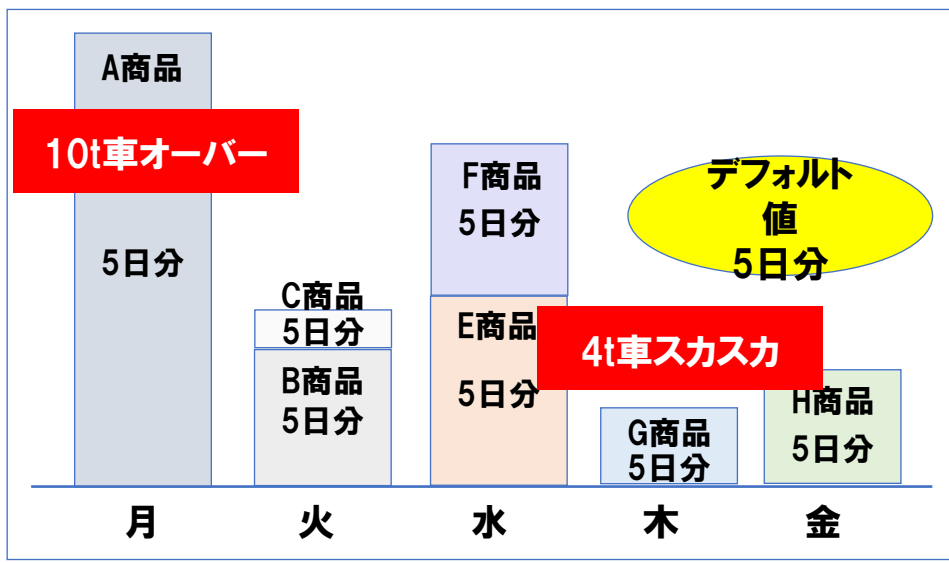 A商品
10t車オーバー
5日分
C商品
5日分
B商品
5日分
F商品
5日分
E商品
5日分
デフォルト
値
5日分
4t車スカスカ
G商品
5日分
H商品
5日分
月
火
水
木
金